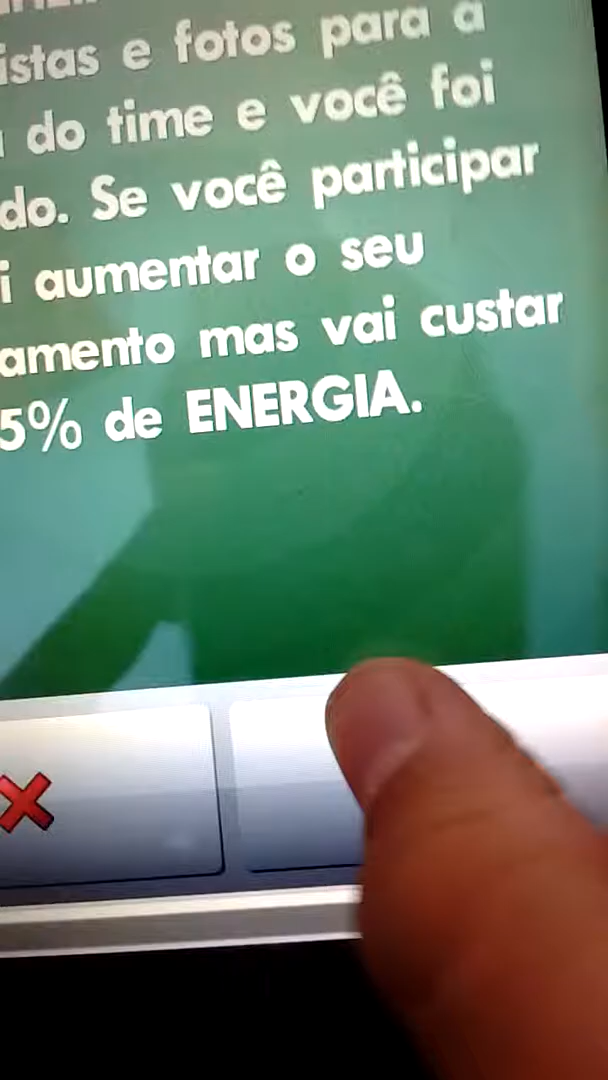 istas e fotos para a
do time e você foi
do. Se você participar
i aumentar o seu
amento mas vai custar
5% de ENERGIA.